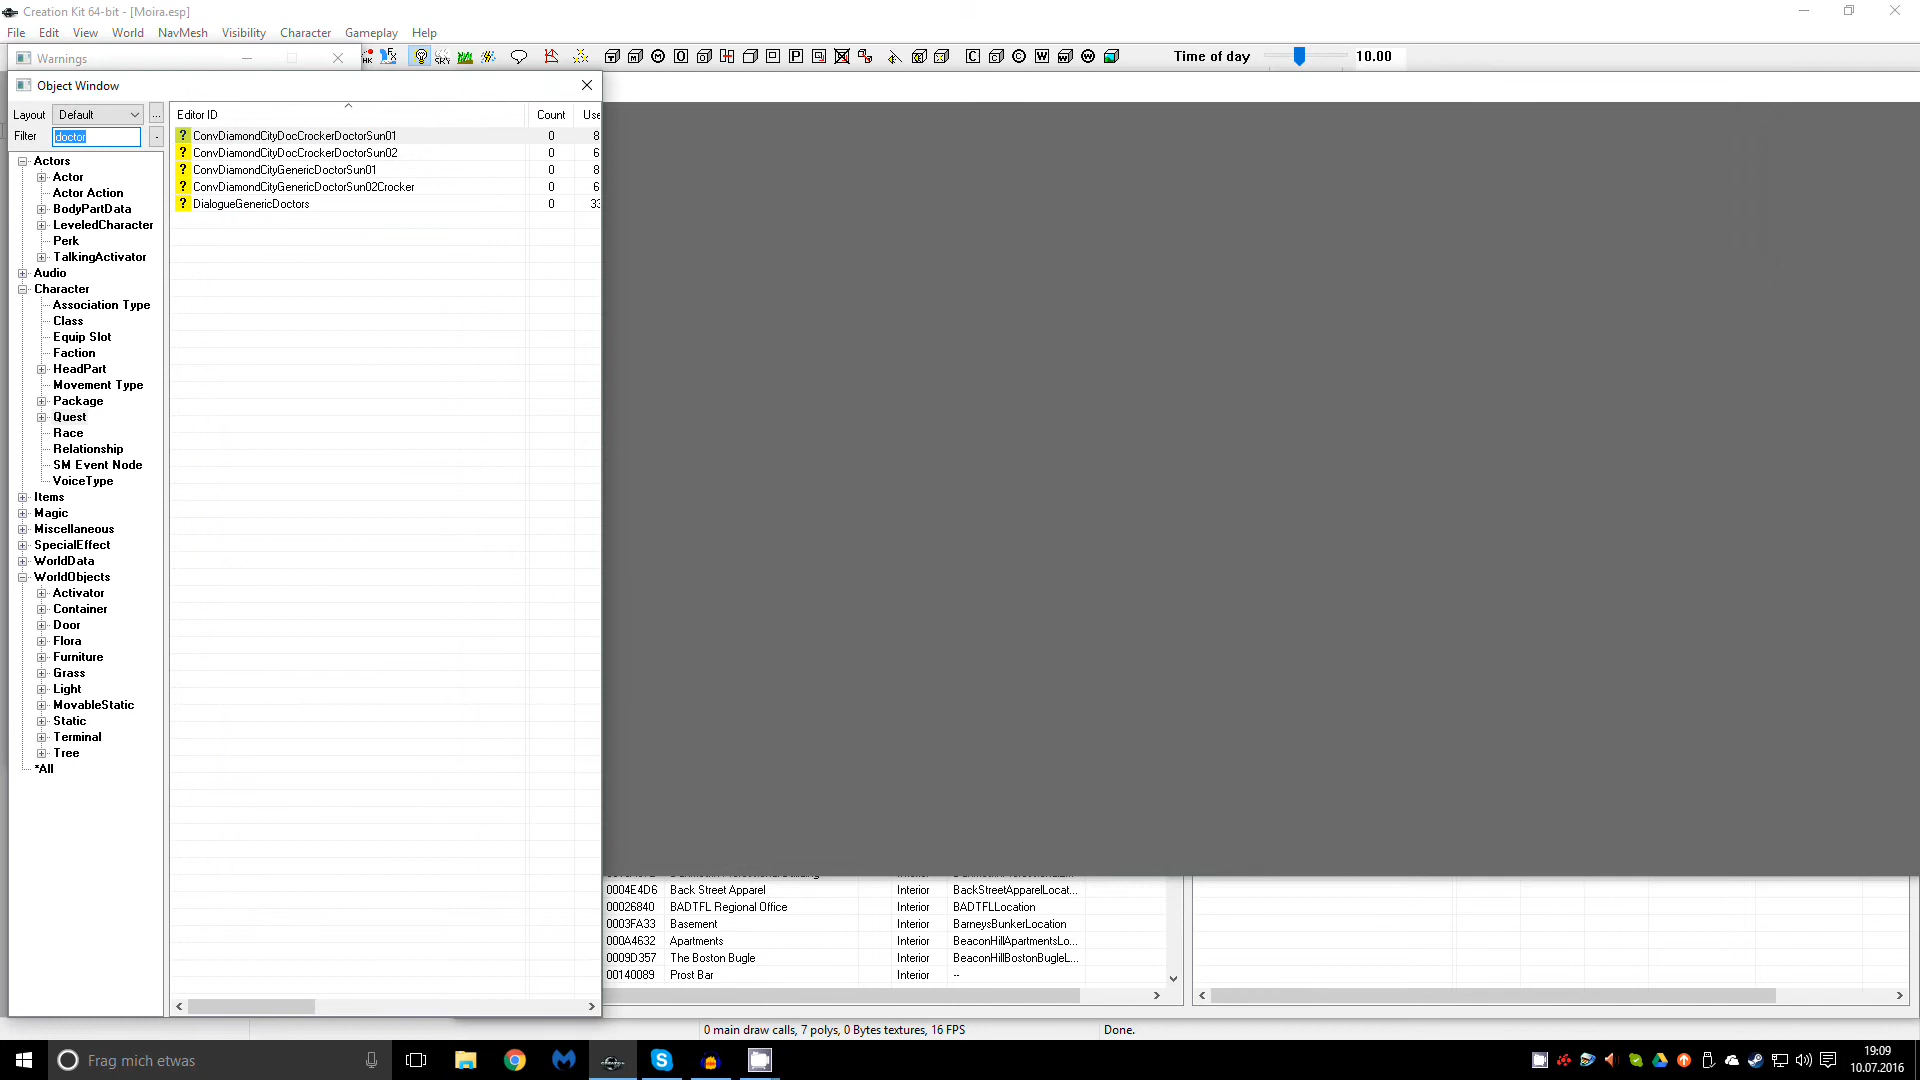 Creation Kit 64-bit - [Moira.esp]
File Edit View World NavMesh Visibility Character Gameplay Help
Warnings
Time of day 10.00
Object Window
Layout Default ...
Filter doctor
Editor ID Count Use
ConvDiamondCityDocCrockerDoctorSun01 0 8
ConvDiamondCityDocCrockerDoctorSun02 0 6
ConvDiamondCityGenericDoctorSun01 0 8
ConvDiamondCityGenericDoctorSun02Crocker 0 6
DialogueGenericDoctors 0 33
Actors
Actor
Actor Action
BodyPartData
LeveledCharacter
Perk
TalkingActivator
Audio
Character
Association Type
Class
Equip Slot
Faction
HeadPart
Movement Type
Package
Quest
Race
Relationship
SM Event Node
VoiceType
Items
Magic
Miscellaneous
SpecialEffect
WorldData
WorldObjects
Activator
Container
Door
Flora
Furniture
Grass
Light
MovableStatic
Static
Terminal
Tree
*All
0004E4D6 Back Street Apparel Interior BackStreetApparelLocat...
00026840 BADTFL Regional Office Interior BADTFLLocation
0003FA33 Basement Interior BarneysBunkerLocation
000A4632 Apartments Interior BeaconHillApartmentsLo...
0009D357 The Boston Bugle Interior BeaconHillBostonBugleL...
00140089 Prost Bar Interior --
0 main draw calls, 7 polys, 0 Bytes textures, 16 FPS Done.
Frag mich etwas
19:09
10.07.2016